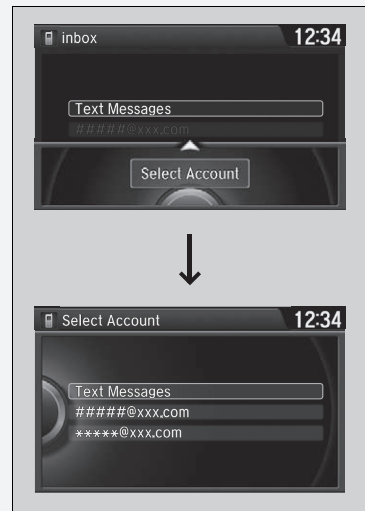 inbox 12:34
Text Messages
#####@xxx.com
Select Account
Select Account 12:34
Text Messages
#####@xxx.com
*****@xxx.com